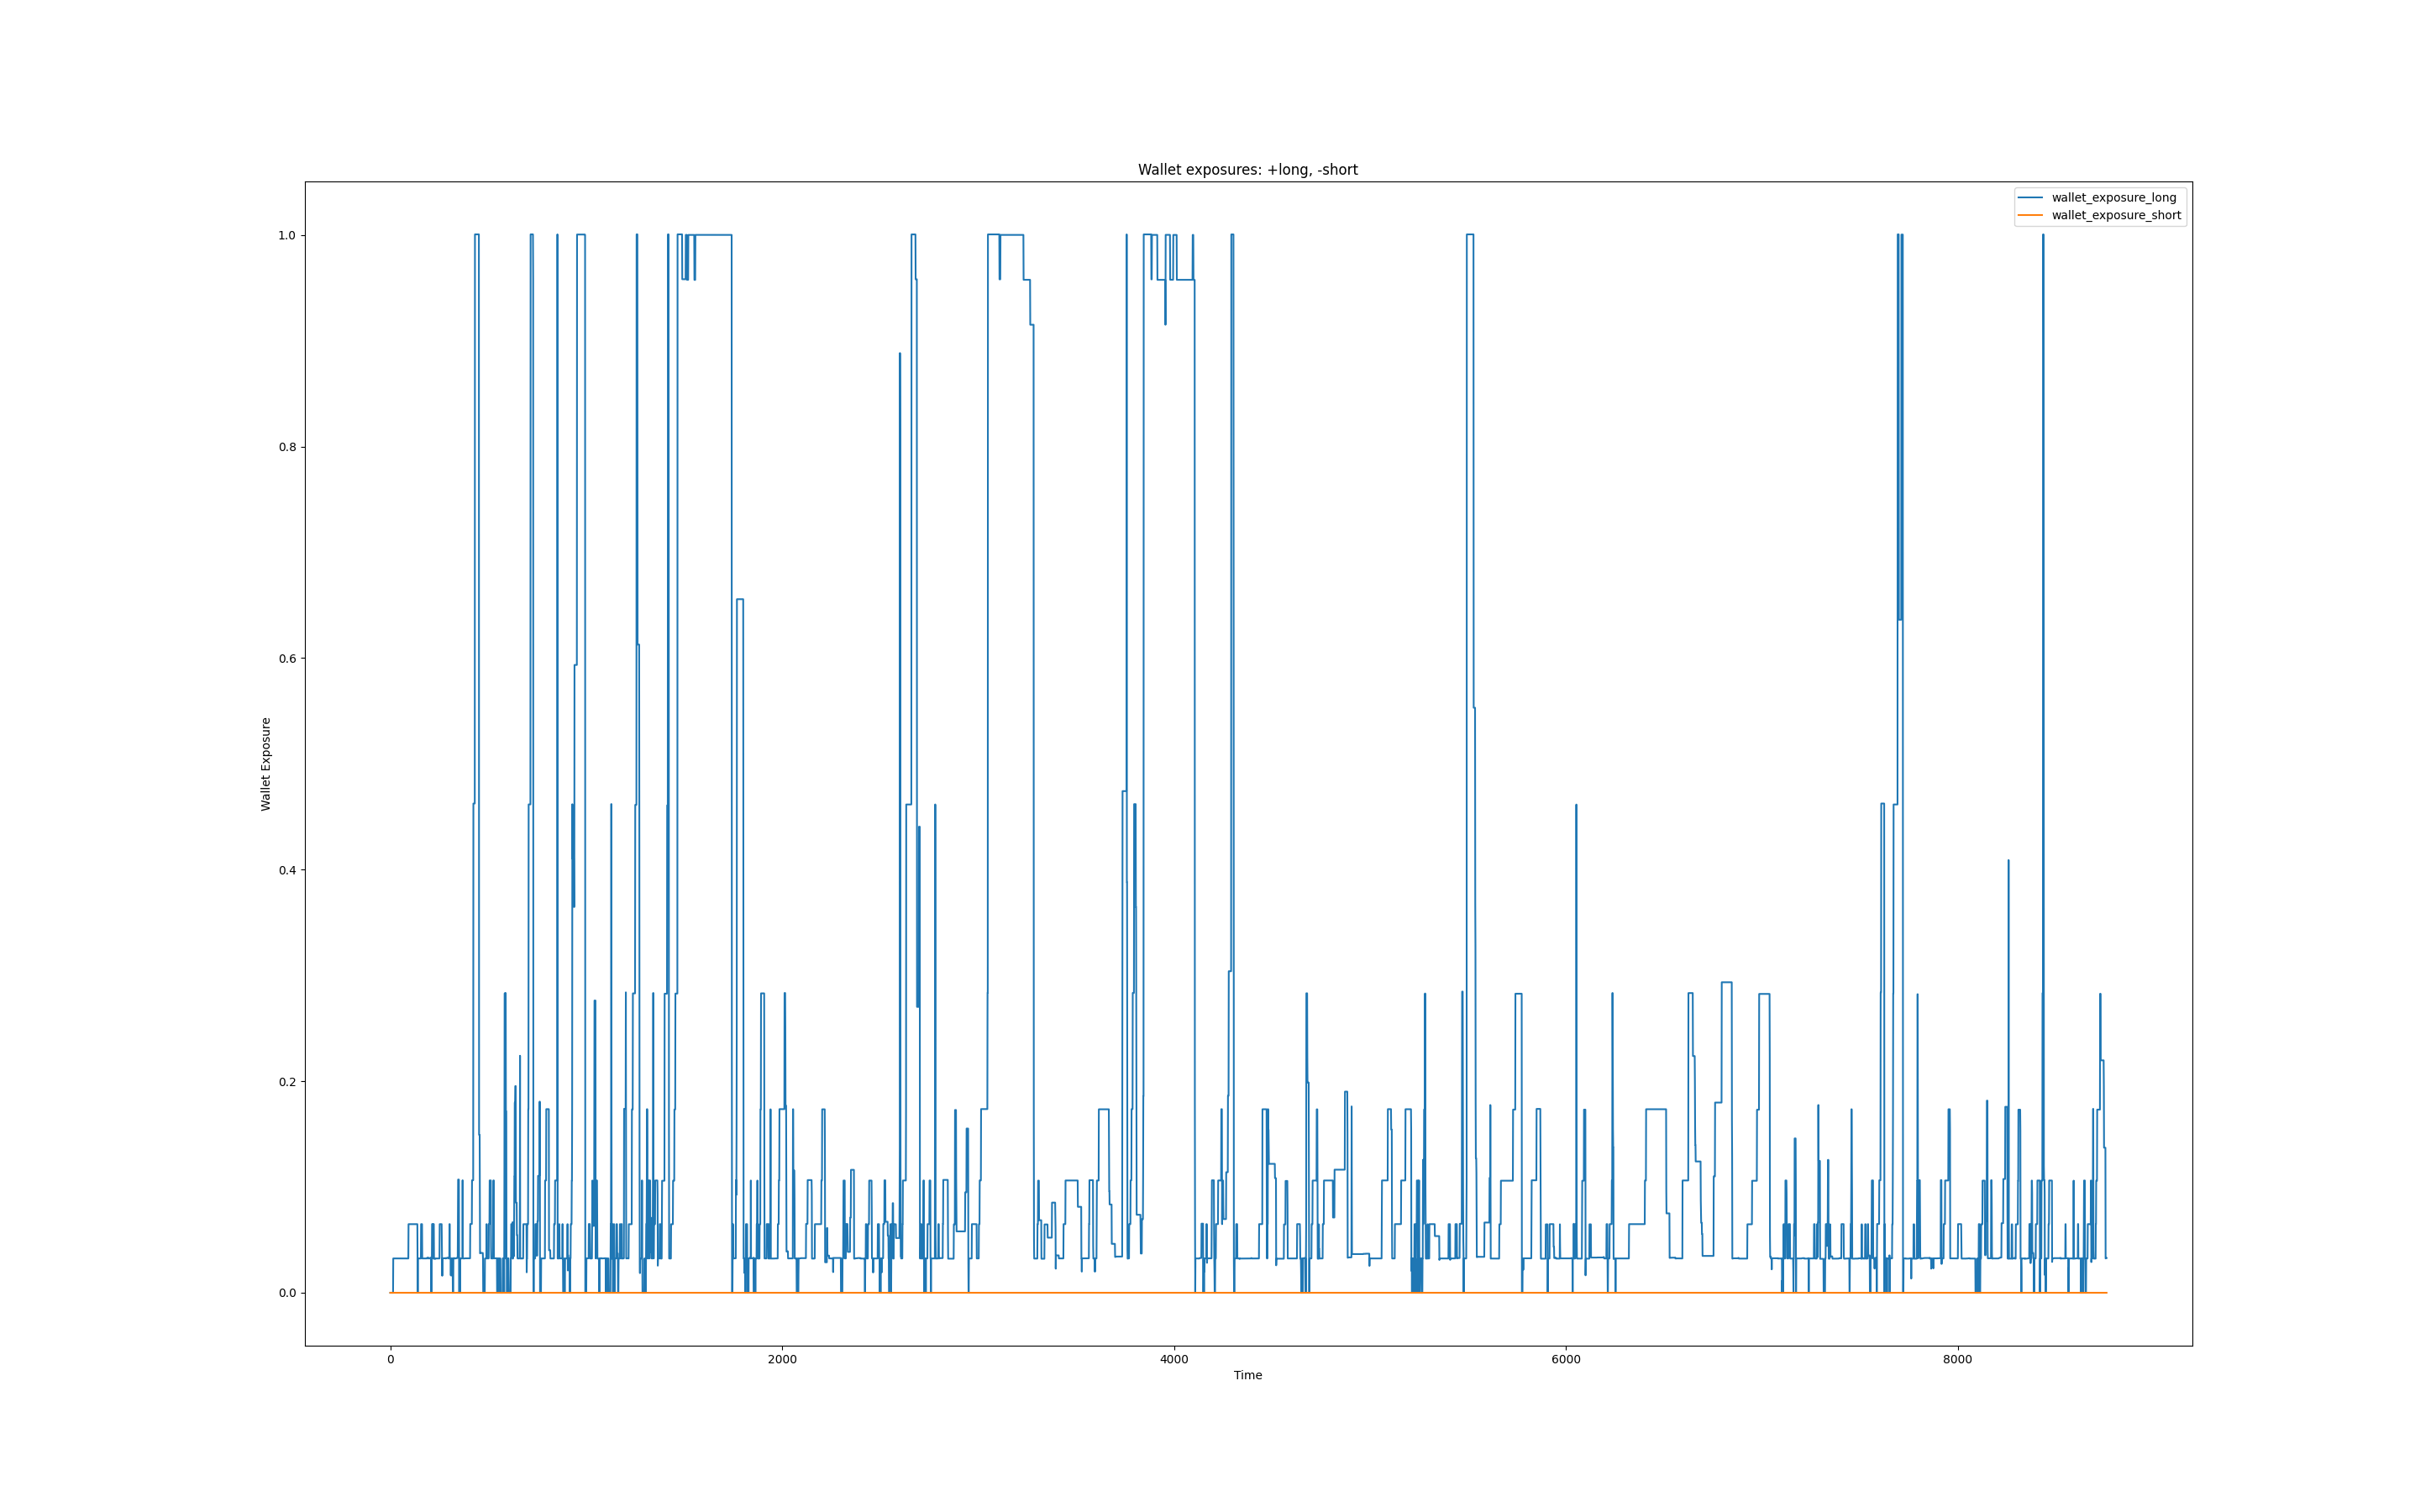 Wallet exposures: +long, -short
wallet_exposure_long
wallet_exposure_short
1.0
0.8
0.6
0.4
0.2
0.0
Wallet Exposure
0 2000 4000 6000 8000
Time